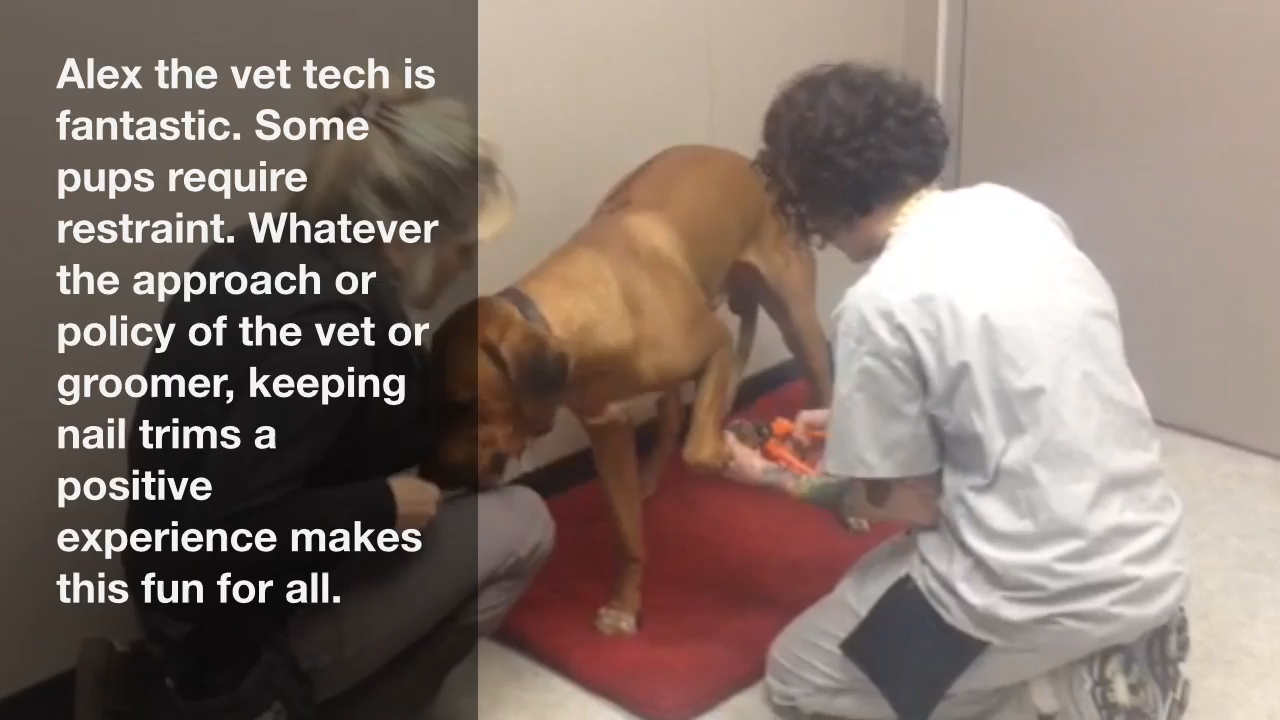 Alex the vet tech is
fantastic. Some
pups require
restraint. Whatever
the approach or
policy of the vet or
groomer, keeping
nail trims a
positive
experience makes
this fun for all.